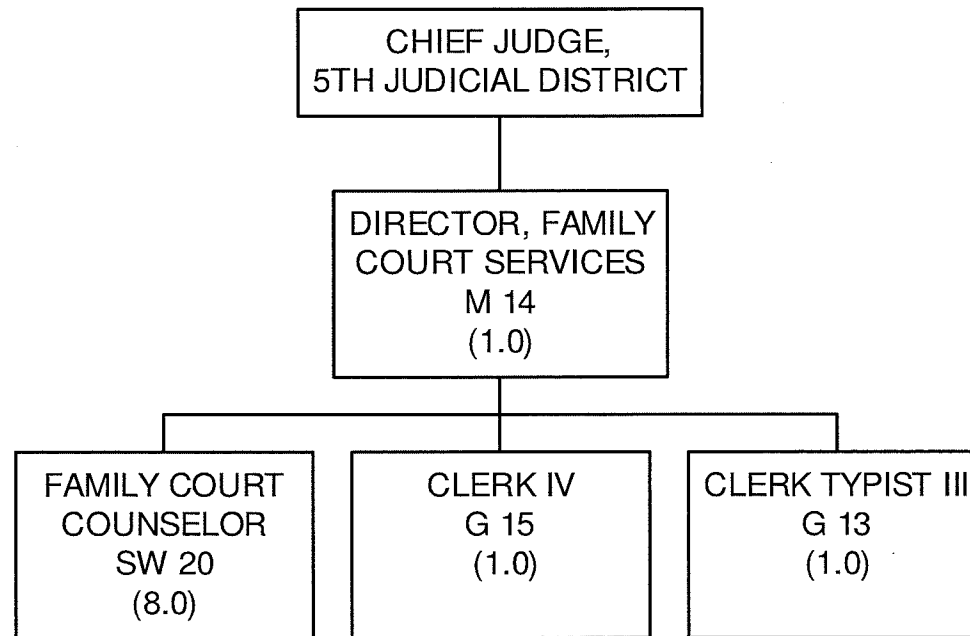 CHIEF JUDGE,
5TH JUDICIAL DISTRICT
DIRECTOR, FAMILY
COURT SERVICES
M 14
(1.0)
FAMILY COURT
COUNSELOR
SW 20
(8.0)
CLERK IV
G 15
(1.0)
CLERK TYPIST III
G 13
(1.0)